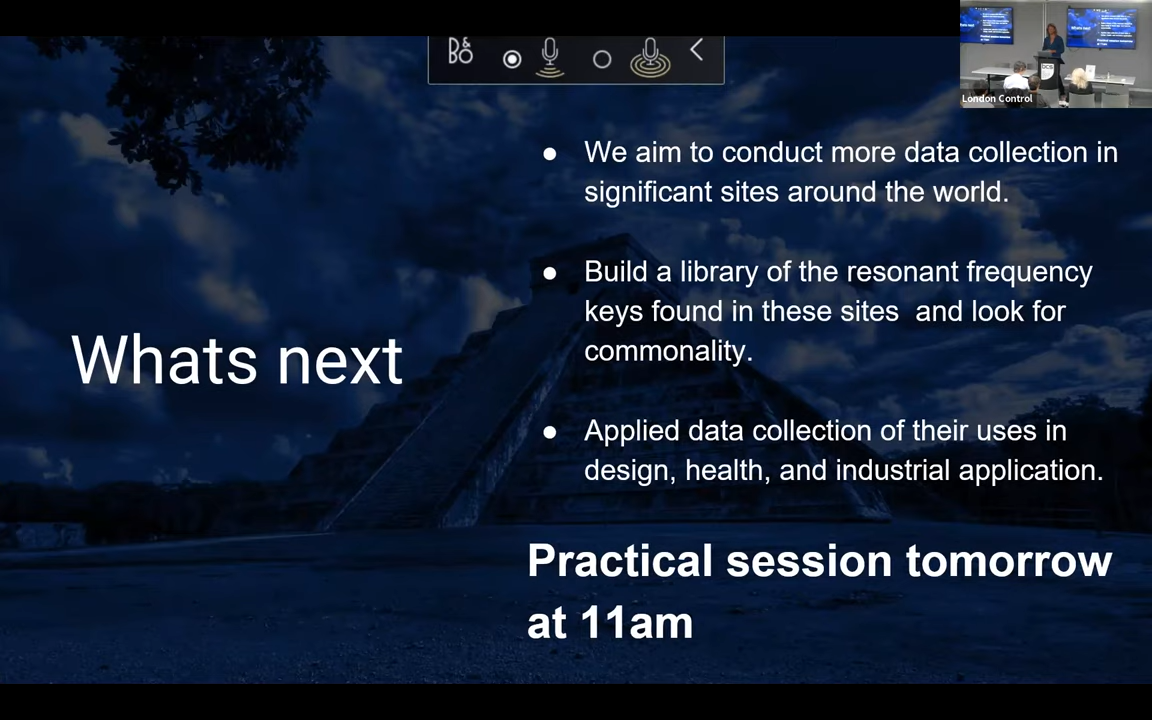 B&O
London Control
Whats next
● We aim to conduct more data collection in
significant sites around the world.
● Build a library of the resonant frequency
keys found in these sites  and look for
commonality.
● Applied data collection of their uses in
design, health, and industrial application.
Practical session tomorrow
at 11am